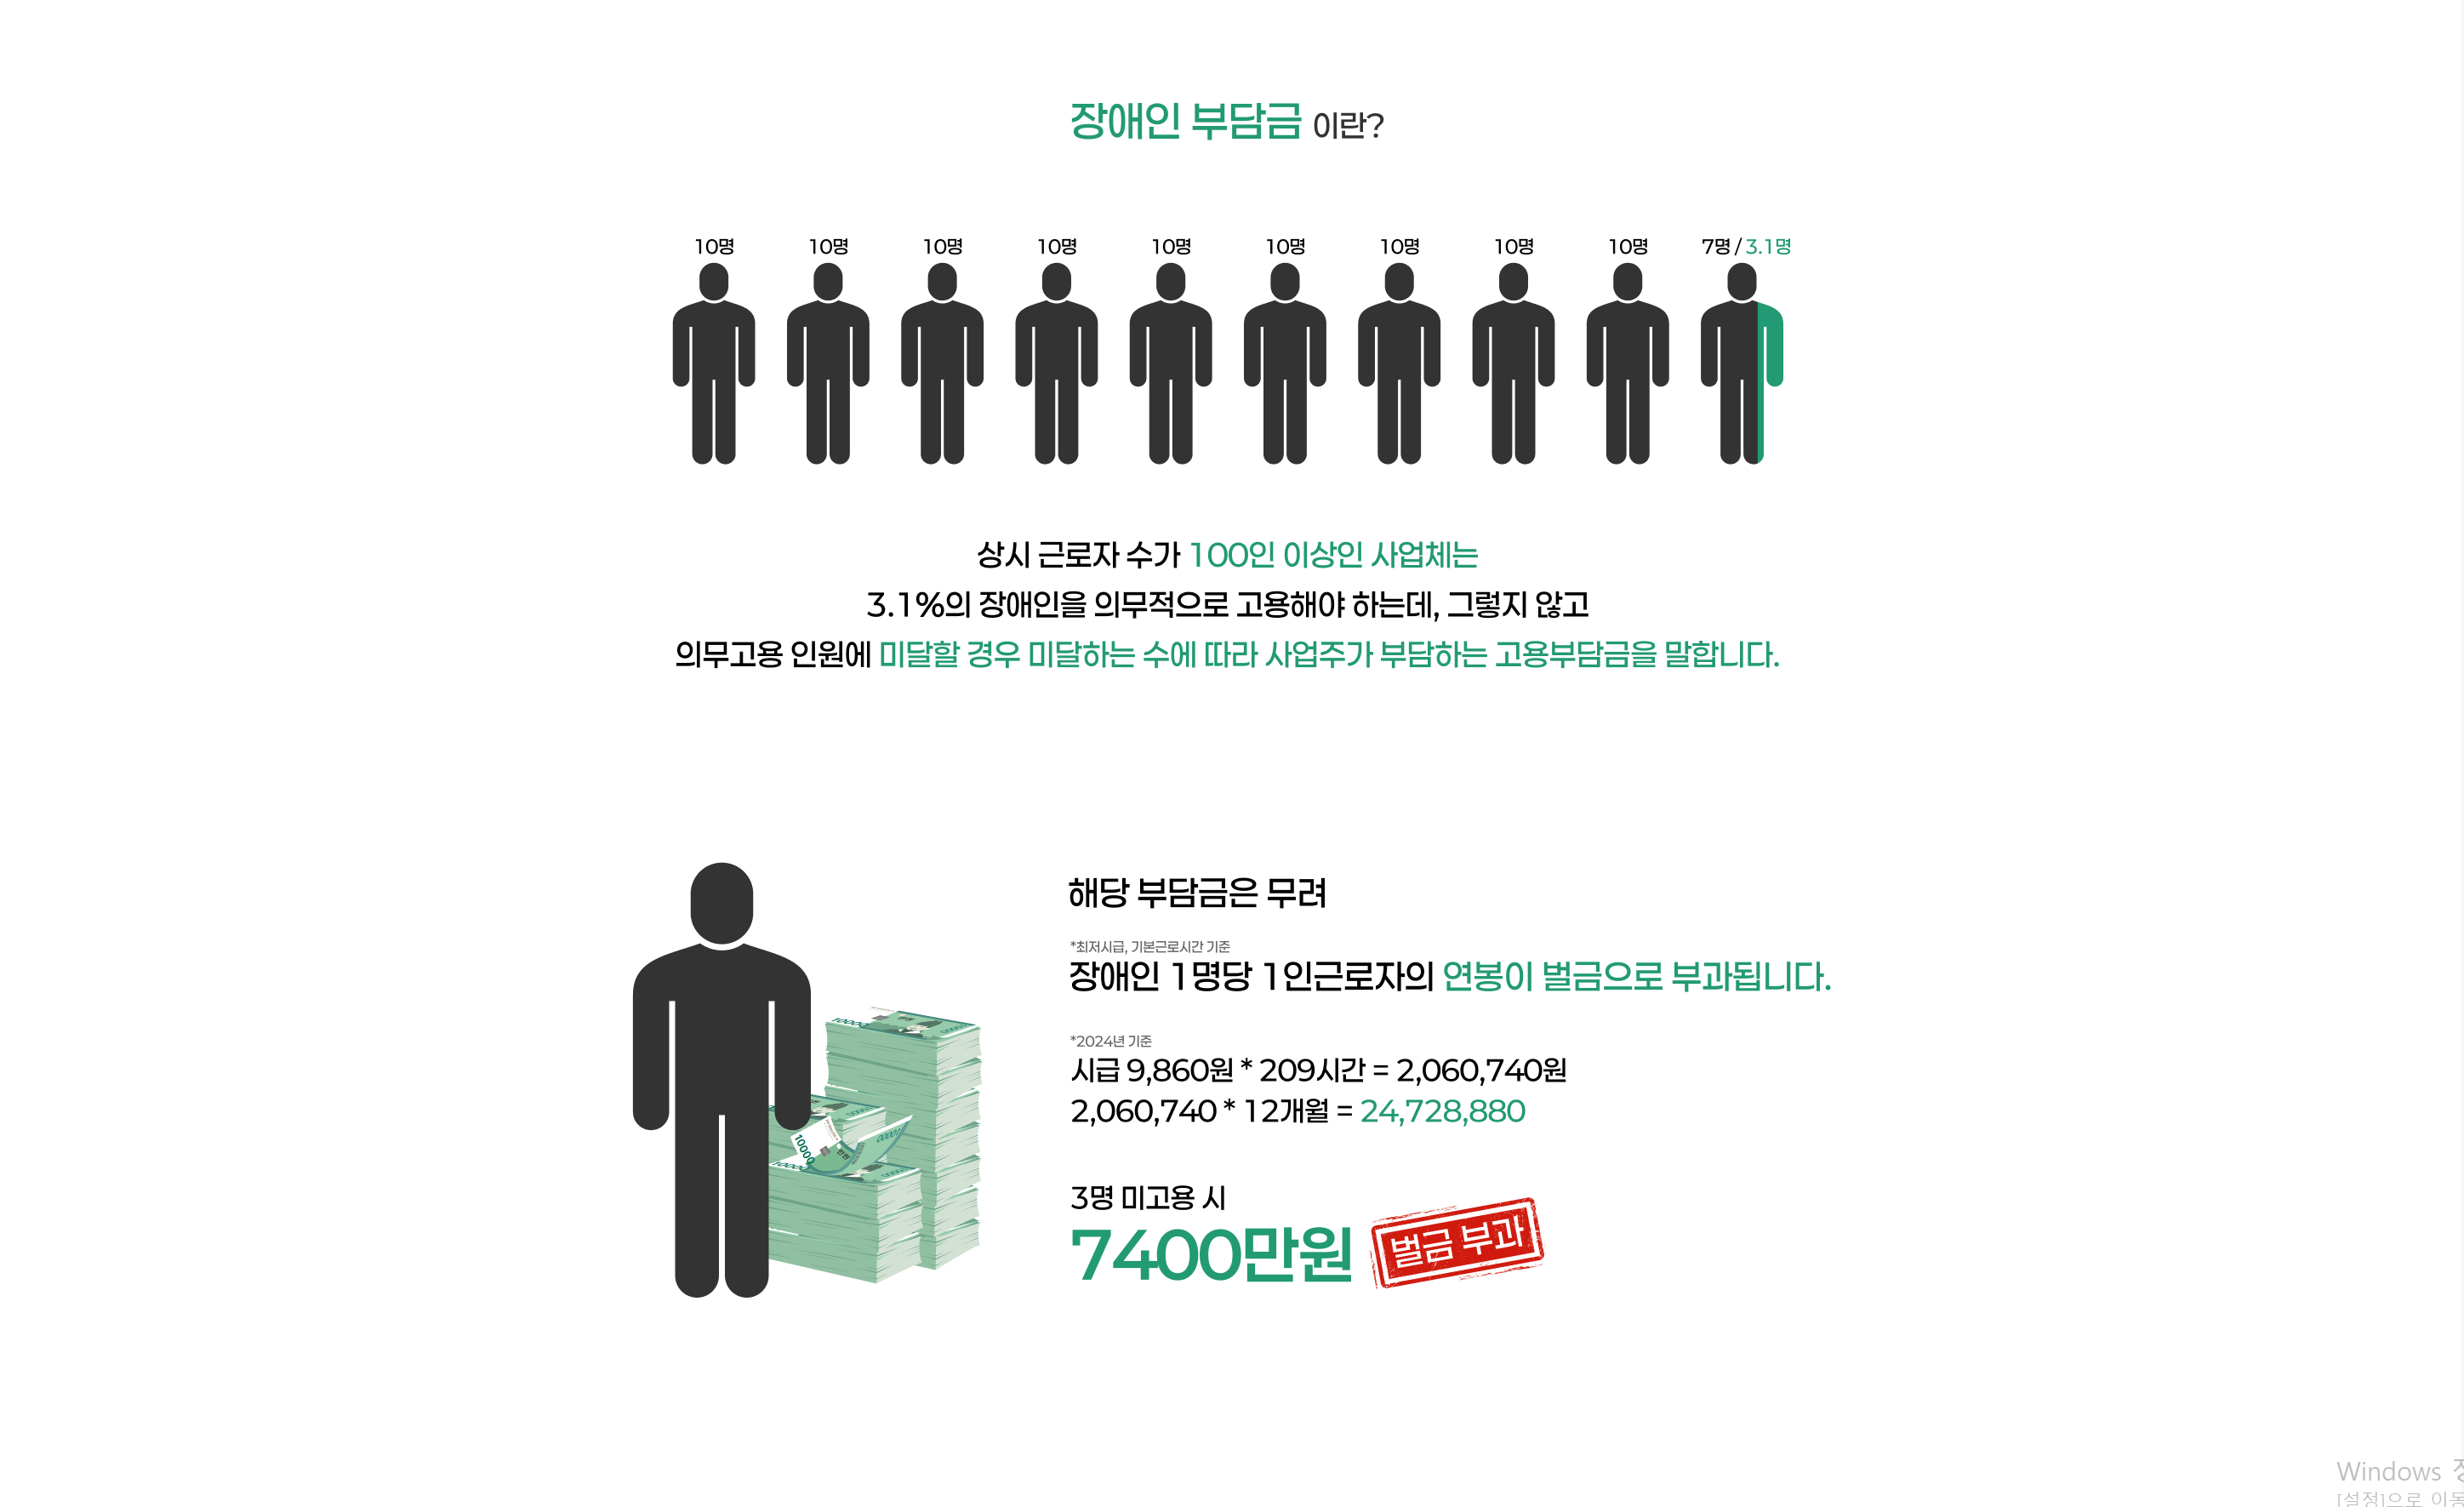 장애인 부담금 이란?
10명 10명 10명 10명 10명 10명 10명 10명 10명 7명 / 3.1명
상시 근로자 수가 100인 이상인 사업체는
3.1%의 장애인을 의무적으로 고용해야 하는데, 그렇지 않고
의무고용 인원에 미달할 경우 미달하는 수에 따라 사업주가 부담하는 고용부담금을 말합니다.
해당 부담금은 무려
*최저시급, 기본근로시간 기준
장애인 1명당 1인근로자의 연봉이 벌금으로 부과됩니다.
*2024년 기준
시급 9,860원 * 209시간 = 2,060,740원
2,060,740 * 12개월 = 24,728,880
3명 미고용 시
7400만원 벌금 부과
10000
10000
10000
Windows
[설정]으로